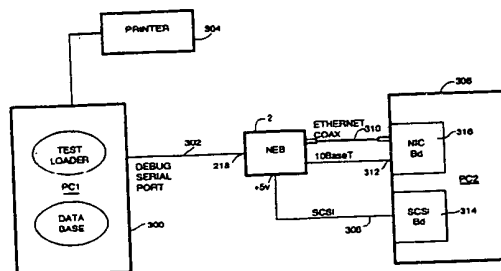 PRINTER
304
306
2
ETHERNET
COAX
310
316
TEST
LOADER
302
NEB
NIC
Bd
DEBUG
SERIAL
PORT
218
10BaseT
312
PC1
+5v
PC2
DATA
BASE
300
SCSI
308
SCSI
Bd
314